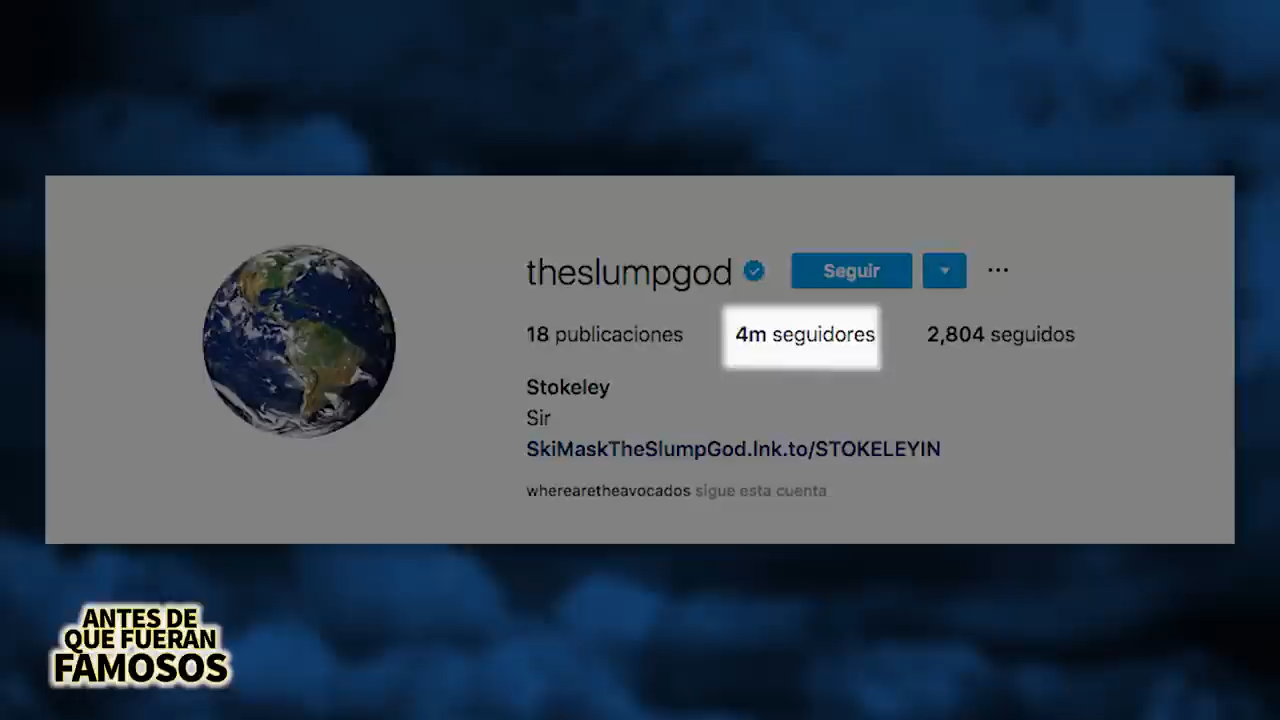 theslumpgod Seguir ...
18 publicaciones 4m seguidores 2,804 seguidos
Stokeley
Sir
SkiMaskTheSlumpGod.lnk.to/STOKELEYIN
wherearetheavocados sigue esta cuenta
ANTES DE
QUE FUERAN
FAMOSOS